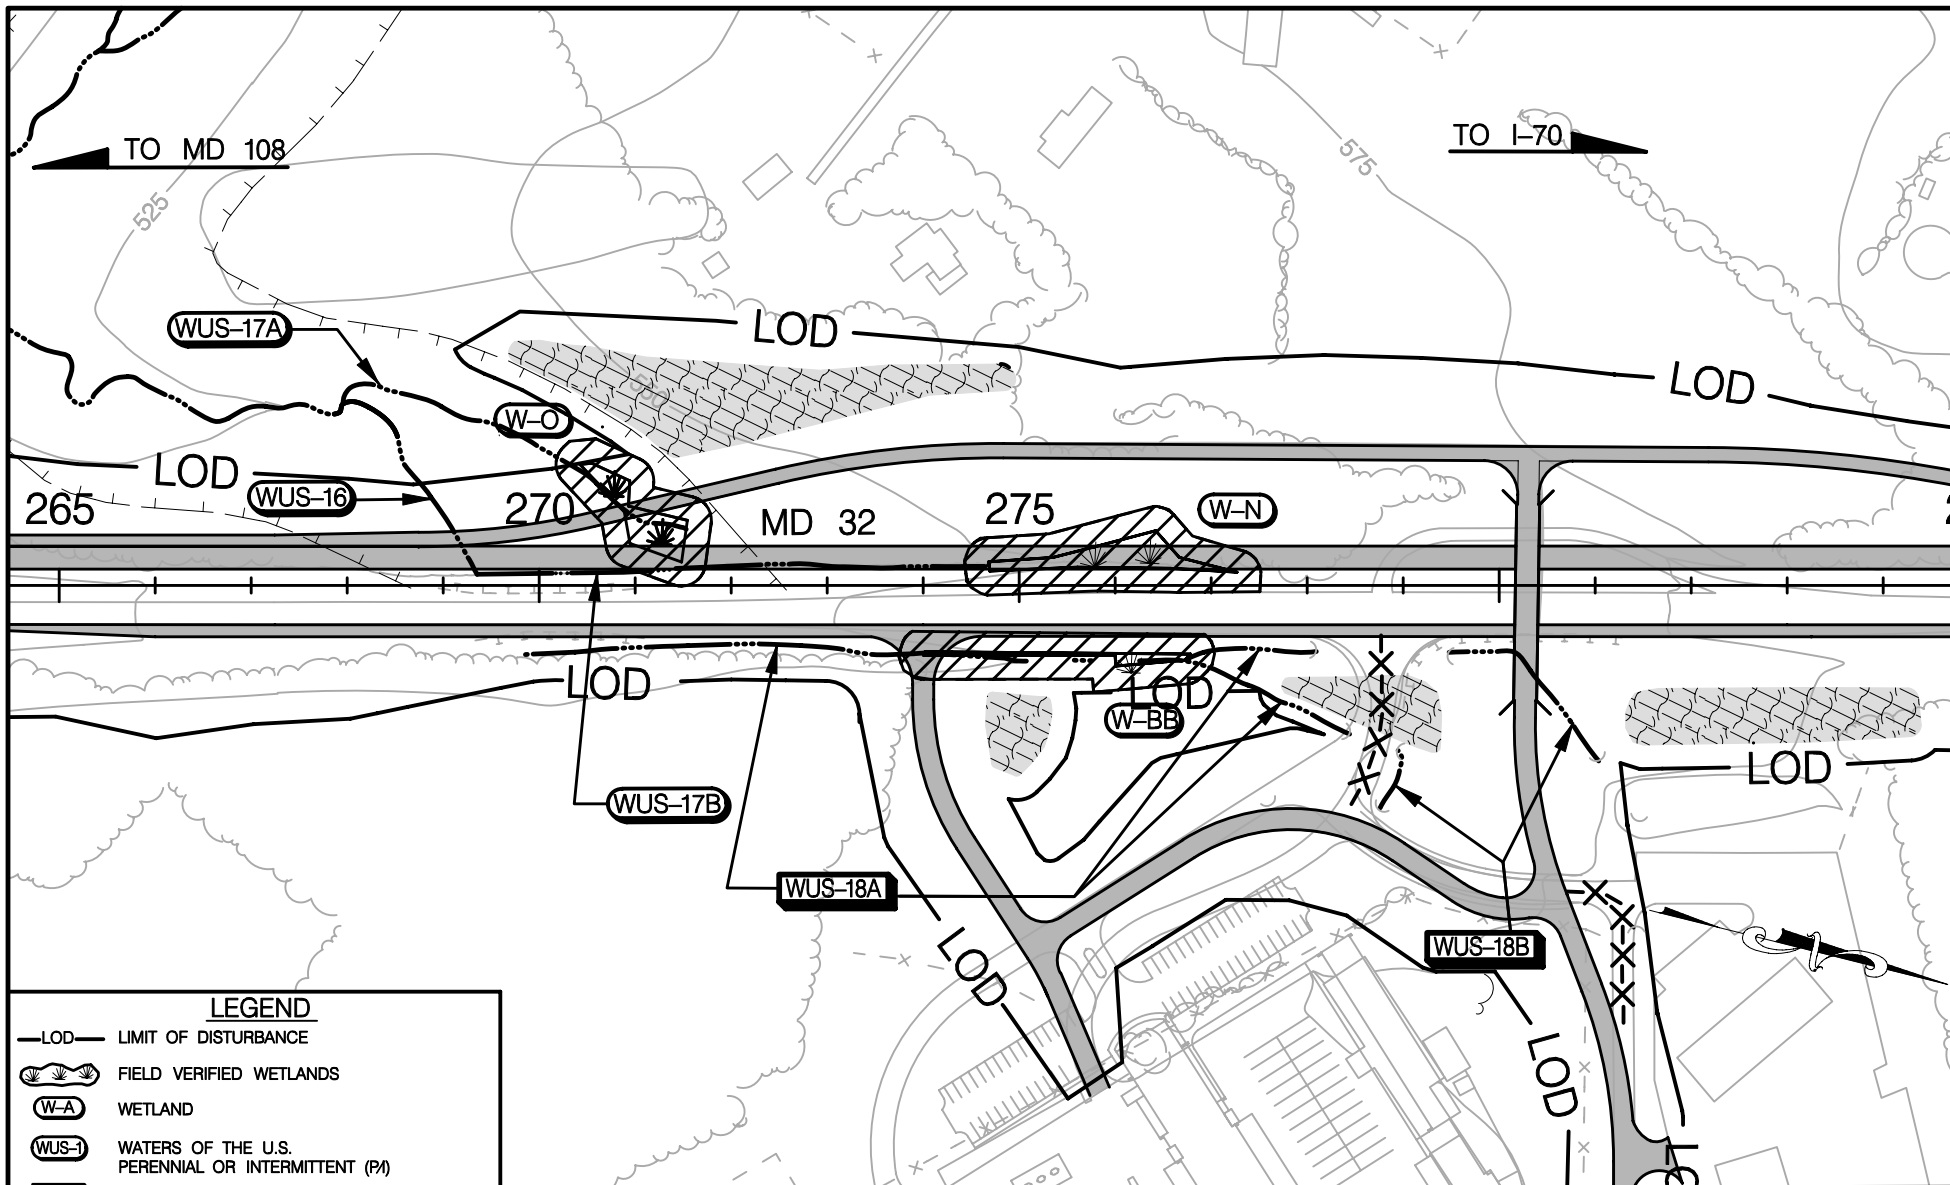 TO MD 108
TO I-70
525
575
WUS-17A
LOD
LOD
550
W-O
LOD
WUS-16
265
270
MD 32
275
W-N
LOD
LOD
W-BB
LOD
WUS-17B
WUS-18A
WUS-18B
LOD
LOD
LEGEND
LOD LIMIT OF DISTURBANCE
FIELD VERIFIED WETLANDS
W-A WETLAND
WUS-1 WATERS OF THE U.S.
PERENNIAL OR INTERMITTENT (P/I)